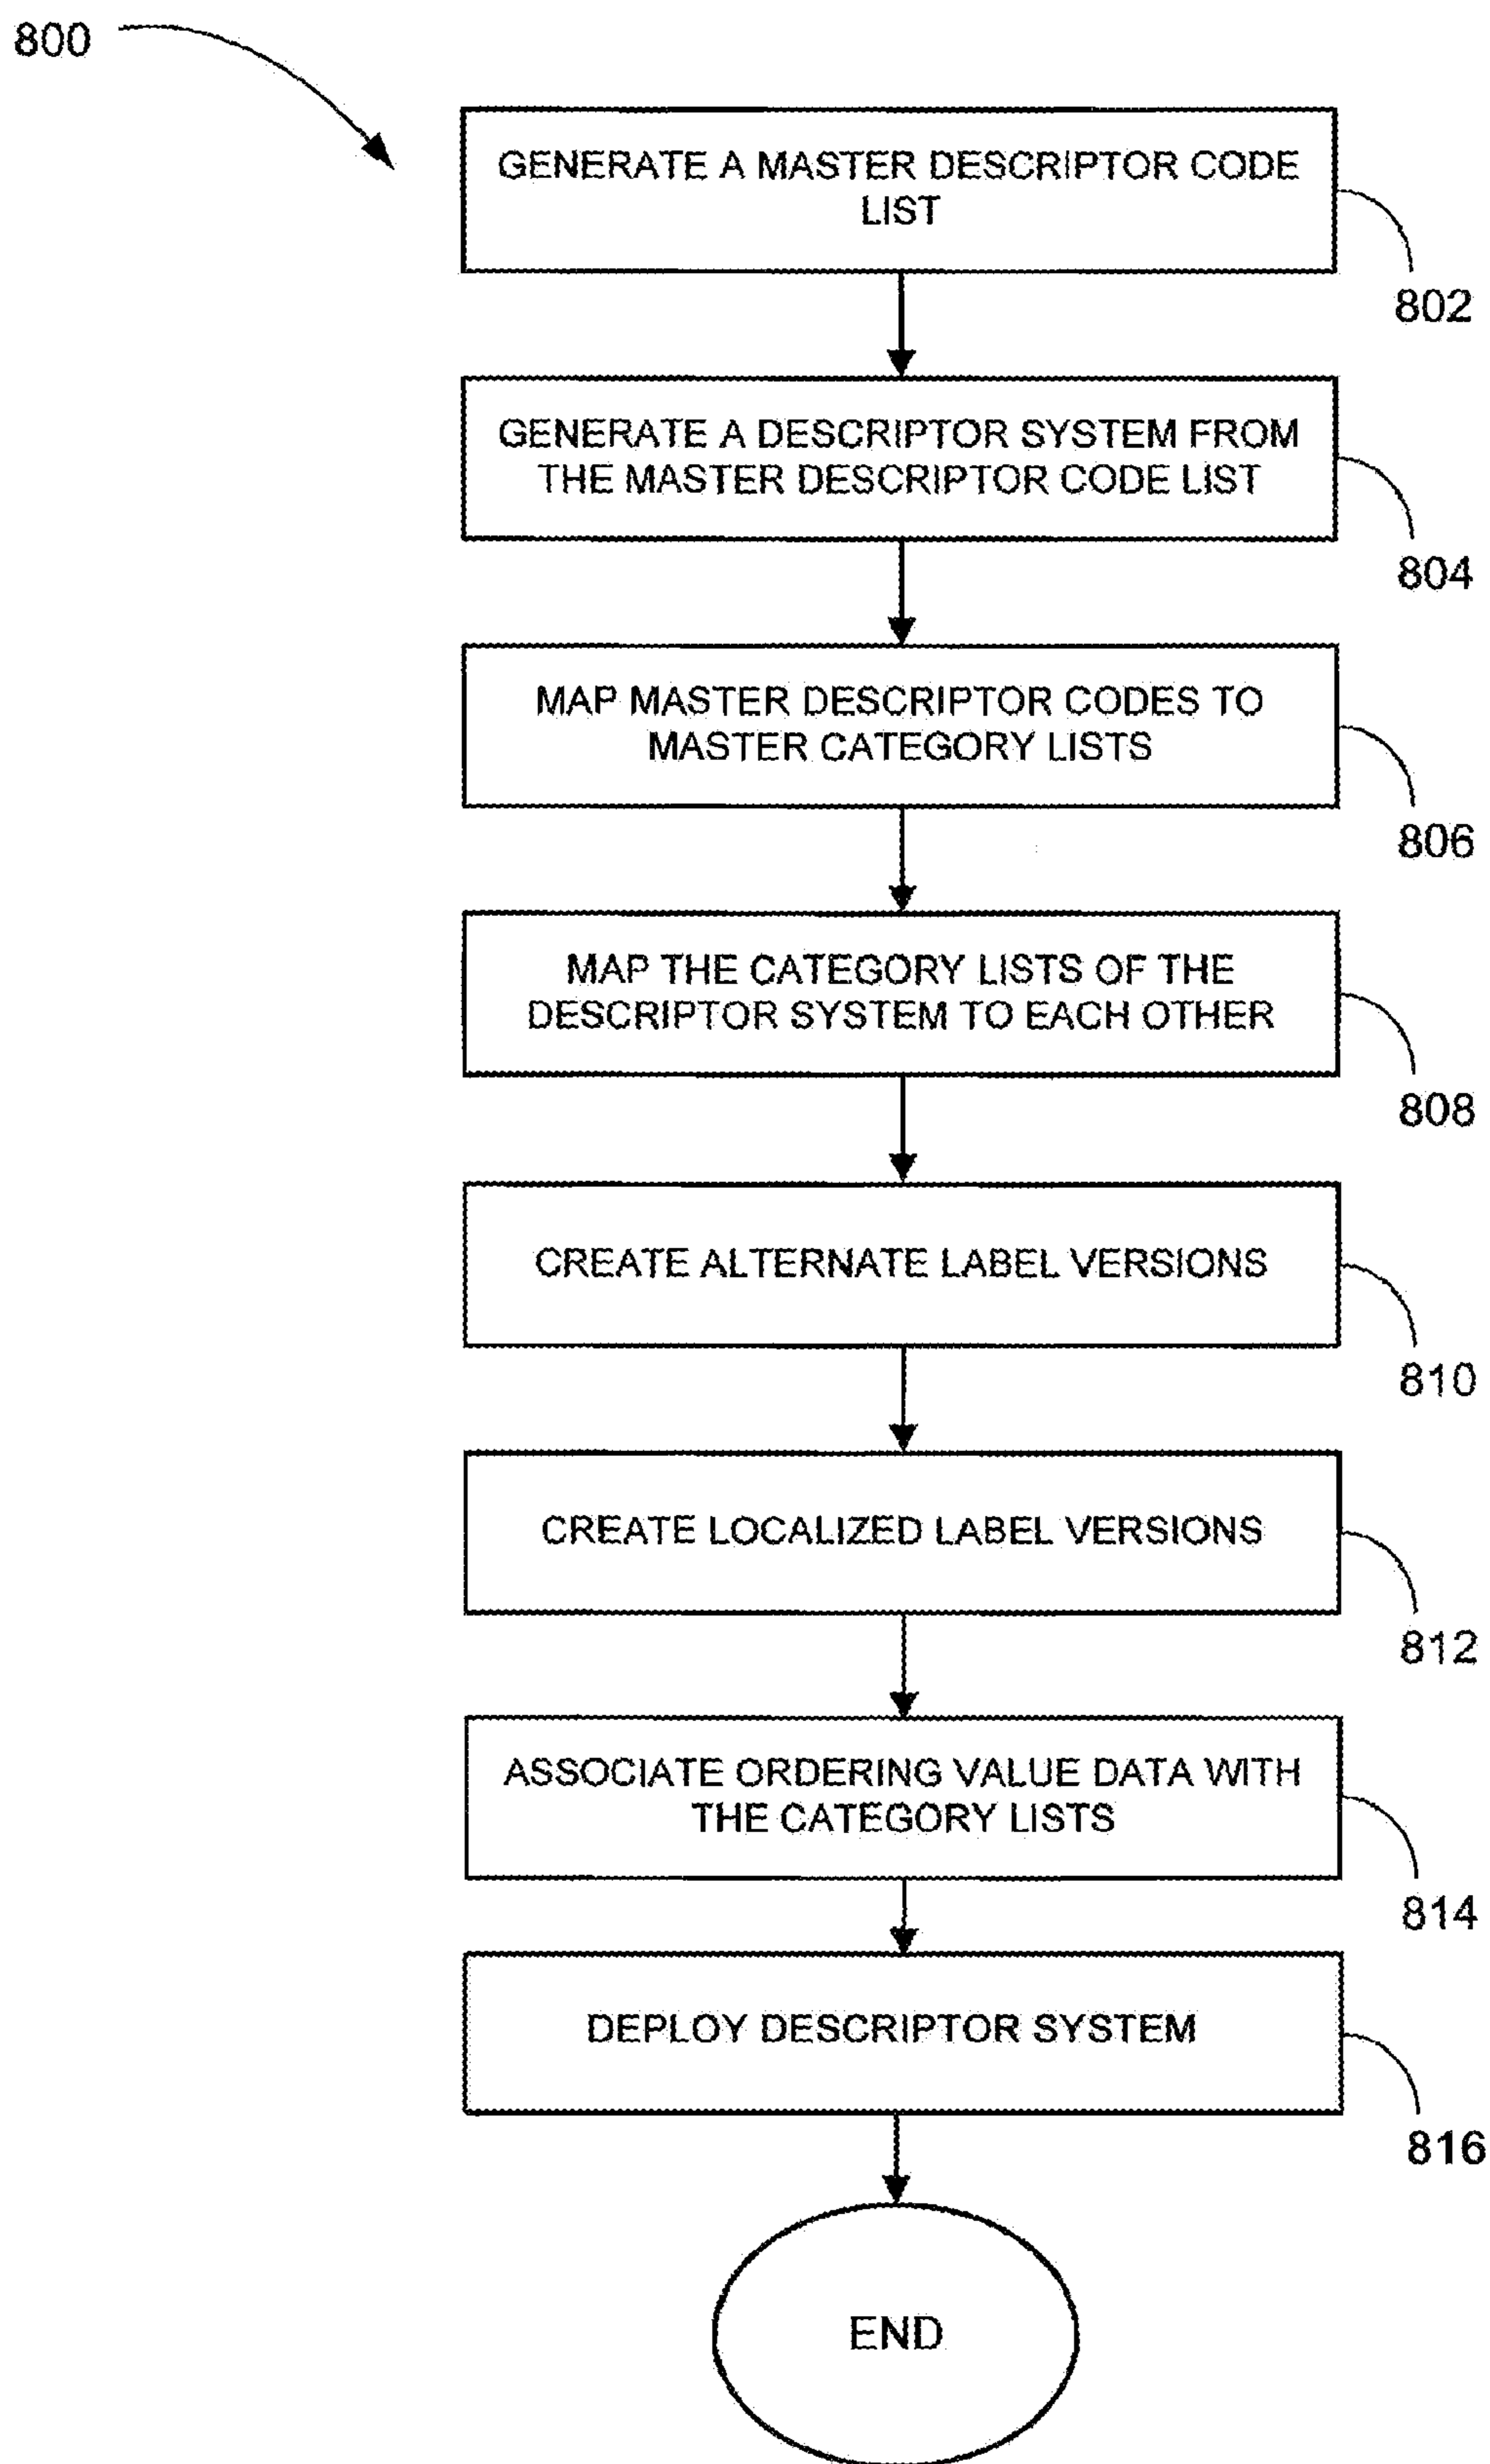 800
GENERATE A MASTER DESCRIPTOR CODE
LIST
802
GENERATE A DESCRIPTOR SYSTEM FROM
THE MASTER DESCRIPTOR CODE LIST
804
MAP MASTER DESCRIPTOR CODES TO
MASTER CATEGORY LISTS
806
MAP THE CATEGORY LISTS OF THE
DESCRIPTOR SYSTEM TO EACH OTHER
808
CREATE ALTERNATE LABEL VERSIONS
810
CREATE LOCALIZED LABEL VERSIONS
812
ASSOCIATE ORDERING VALUE DATA WITH
THE CATEGORY LISTS
814
DEPLOY DESCRIPTOR SYSTEM
816
END